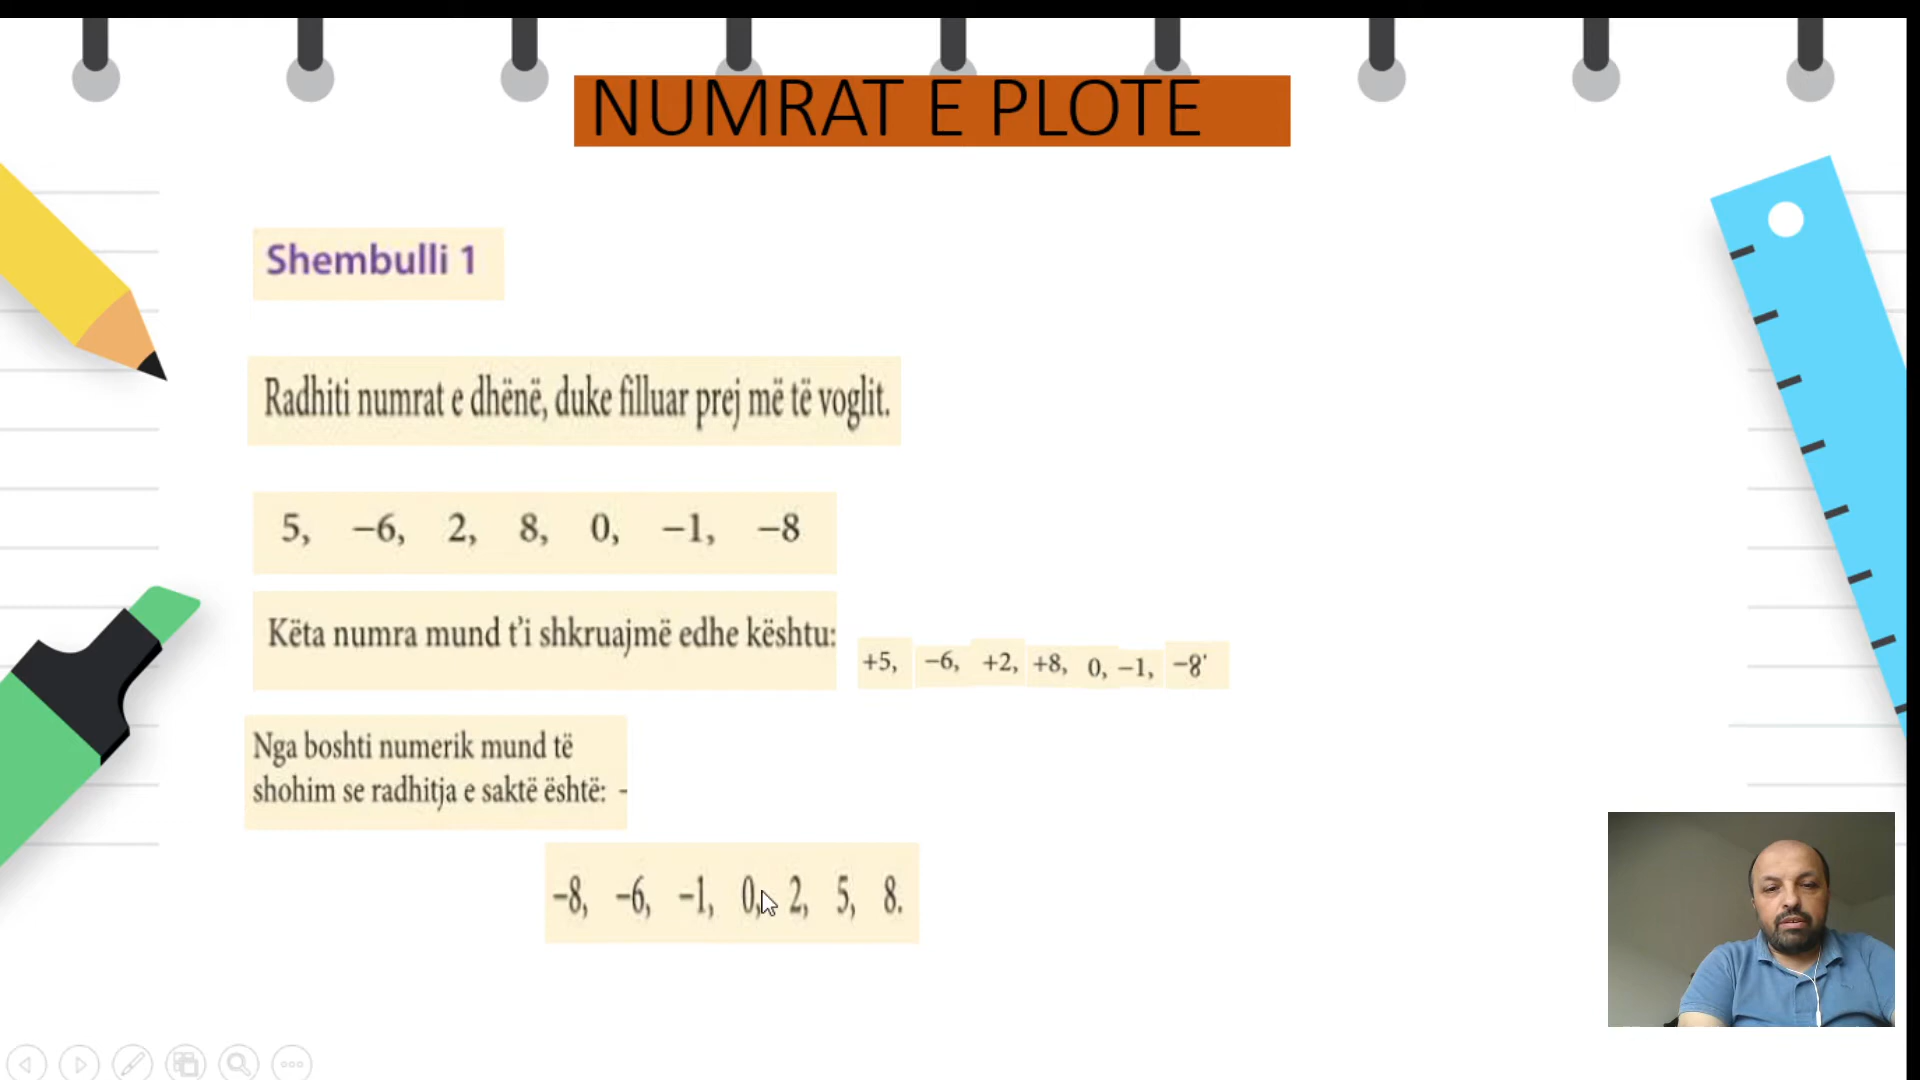 NUMRAT E PLOTE
Shembulli 1
Radhiti numrat e dhënë, duke filluar prej më të voglit.
5, −6, 2, 8, 0, −1, −8
Këta numra mund t’i shkruajmë edhe kështu:
+5, −6, +2, +8, 0, −1, −8
Nga boshti numerik mund të
shohim se radhitja e saktë është: -
−8, −6, −1, 0, 2, 5, 8.